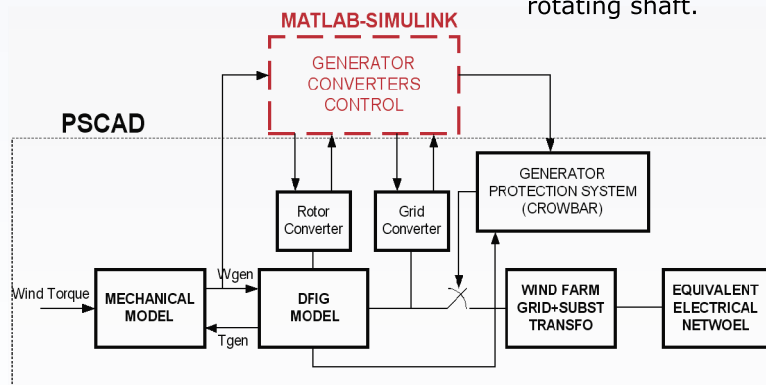 rotating shaft.
MATLAB-SIMULINK
GENERATOR
CONVERTERS
CONTROL
PSCAD
GENERATOR
PROTECTION SYSTEM
(CROWBAR)
Rotor
Converter
Grid
Converter
Wind Torque
MECHANICAL
MODEL
Wgen
Tgen
DFIG
MODEL
WIND FARM
GRID+SUBST
TRANSFO
EQUIVALENT
ELECTRICAL
NETWOEL